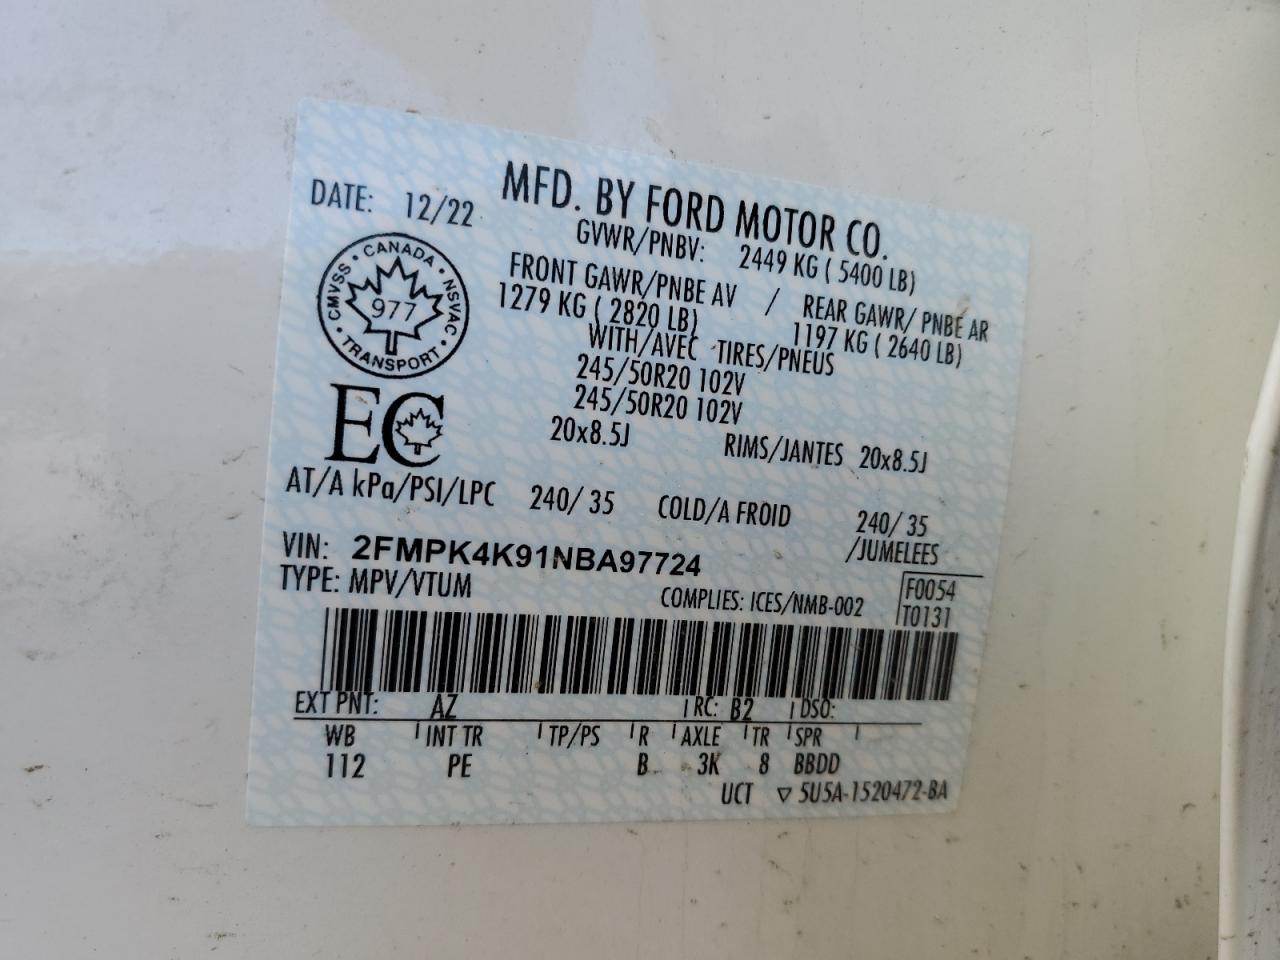 MFD. BY FORD MOTOR CO.
DATE: 12/22
GVWR/PNBV: 2449 KG ( 5400 LB)
FRONT GAWR/PNBE AV / REAR GAWR/ PNBE AR
1279 KG ( 2820 LB) 1197 KG ( 2640 LB)
WITH/AVEC TIRES/PNEUS
245/50R20 102V
245/50R20 102V
20x8.5J RIMS/JANTES 20x8.5J
CANADA
CMVSS
NSVAC
977
TRANSPORT
EC
AT/A kPa/PSI/LPC 240/ 35 COLD/A FROID 240/ 35
/JUMELEES
VIN: 2FMPK4K91NBA97724
TYPE: MPV/VTUM
COMPLIES: ICES/NMB-002
F0054
T0131
EXT PNT: AZ RC: B2 DSO:
WB INT TR TP/PS R AXLE TR SPR
112 PE B 3K 8 BBDD
UCT ▽ 5U5A-1520472-BA